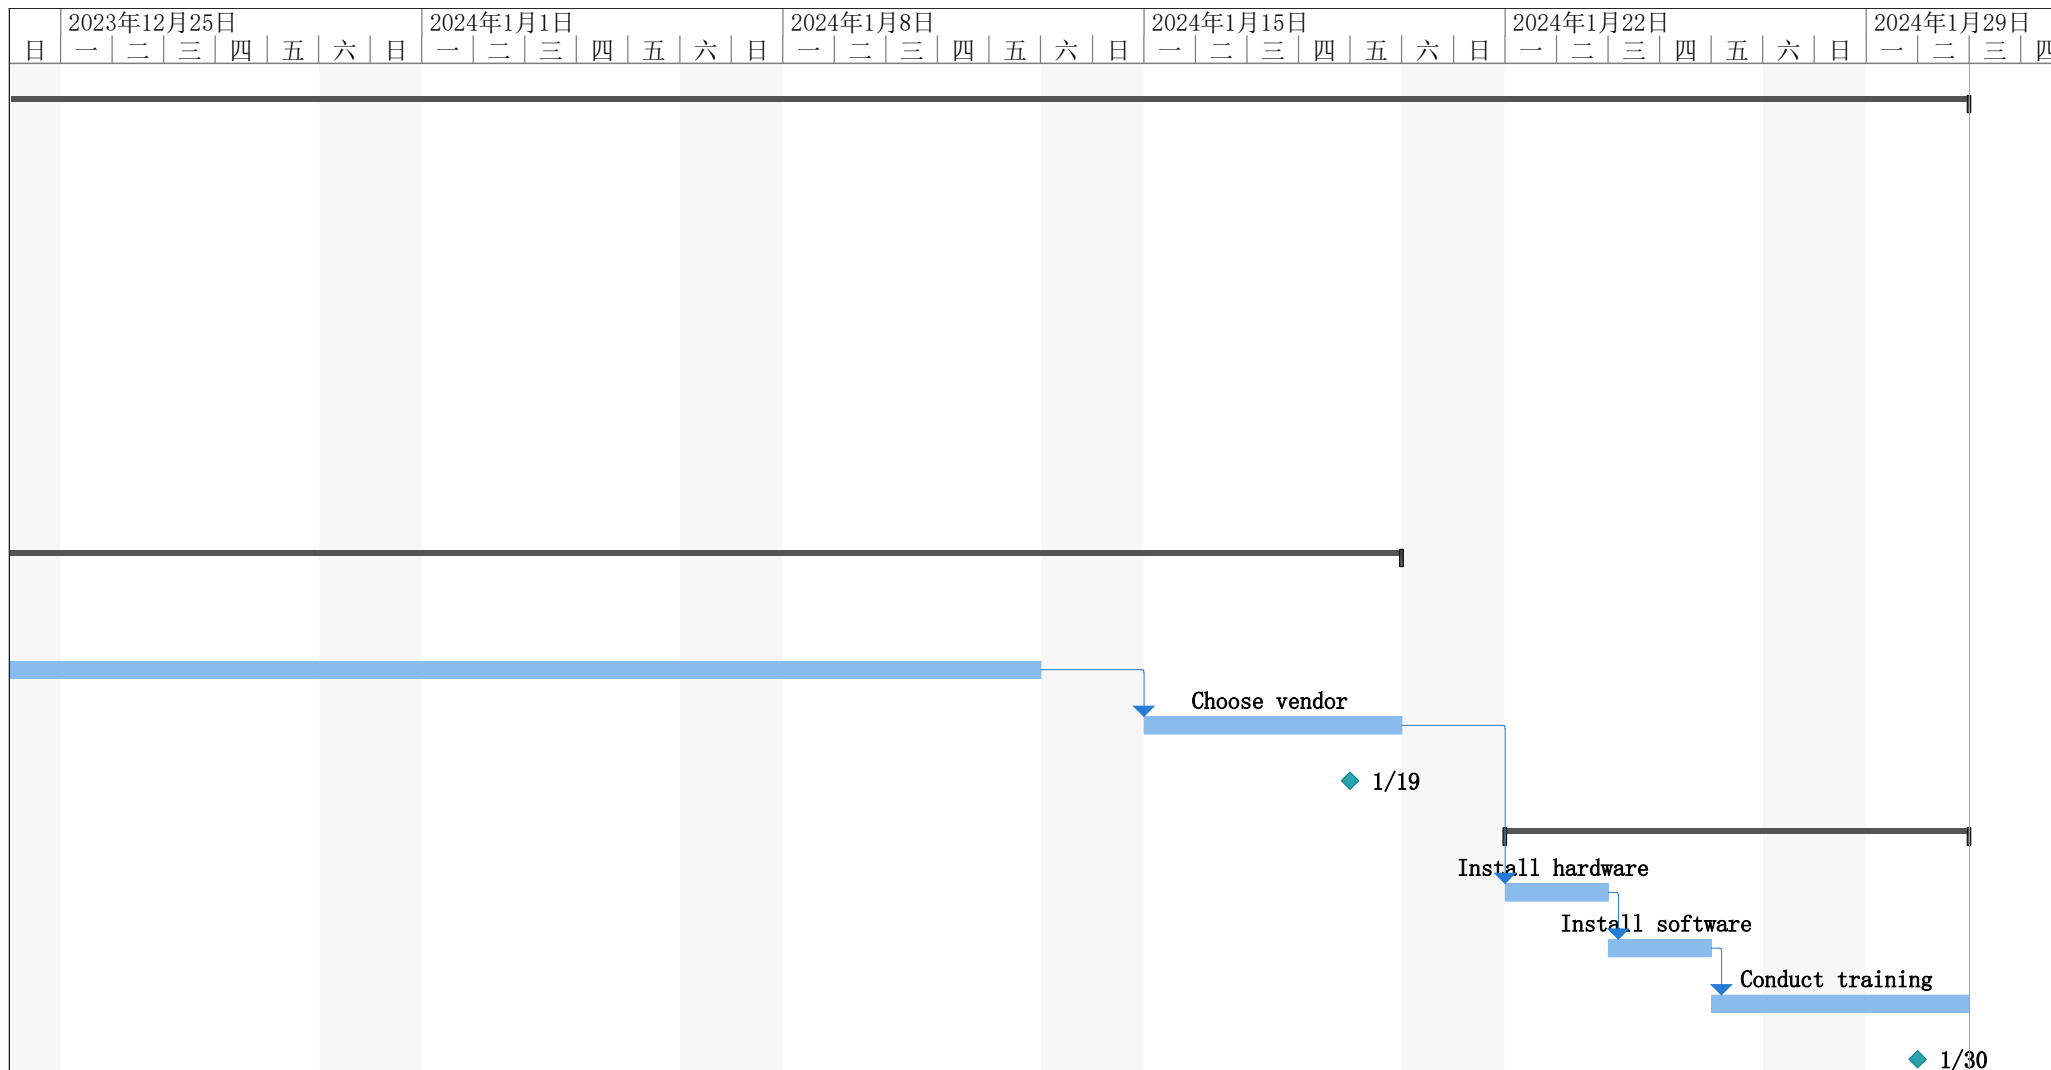 2023年12月25日 2024年1月1日 2024年1月8日 2024年1月15日 2024年1月22日 2024年1月29日
日 一 二 三 四 五 六 日 一 二 三 四 五 六 日 一 二 三 四 五 六 日 一 二 三 四 五 六 日 一 二 三 四 五 六 日 一 二 三 四
Choose vendor
1/19
Install hardware
Install software
Conduct training
1/30